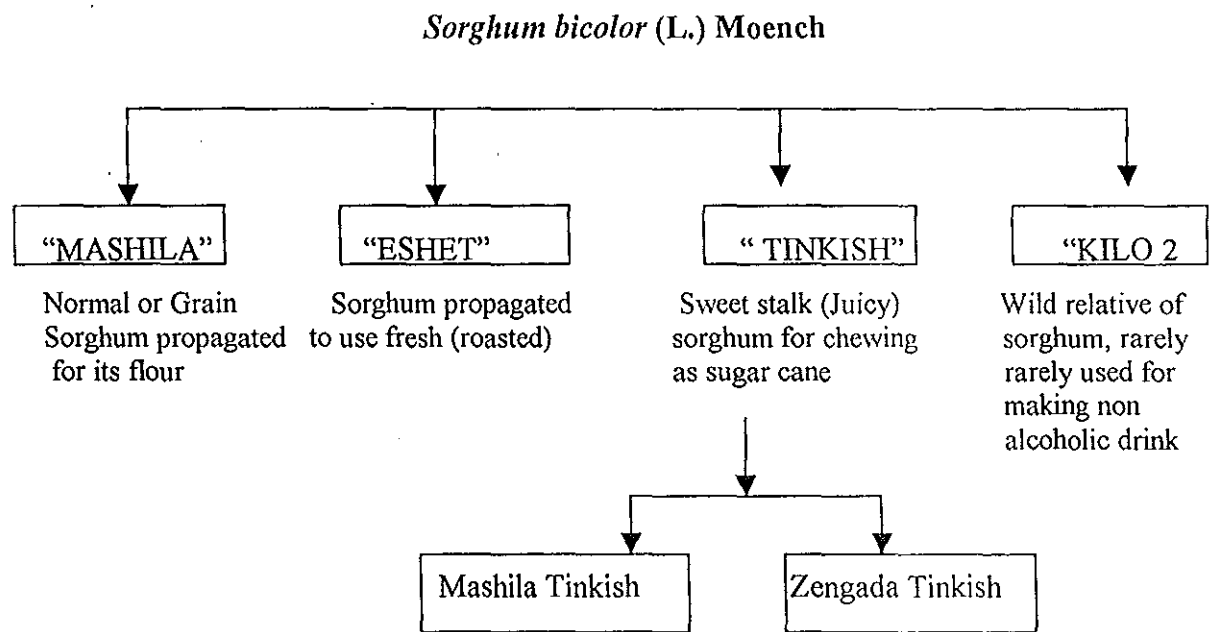 Sorghum bicolor (L.) Moench
“MASHILA”
Normal or Grain
Sorghum propagated
for its flour
“ESHET”
Sorghum propagated
to use fresh (roasted)
“ TINKISH”
Sweet stalk (Juicy)
sorghum for chewing
as sugar cane
“KILO 2
Wild relative of
sorghum, rarely
rarely used for
making non
alcoholic drink
Mashila Tinkish
Zengada Tinkish